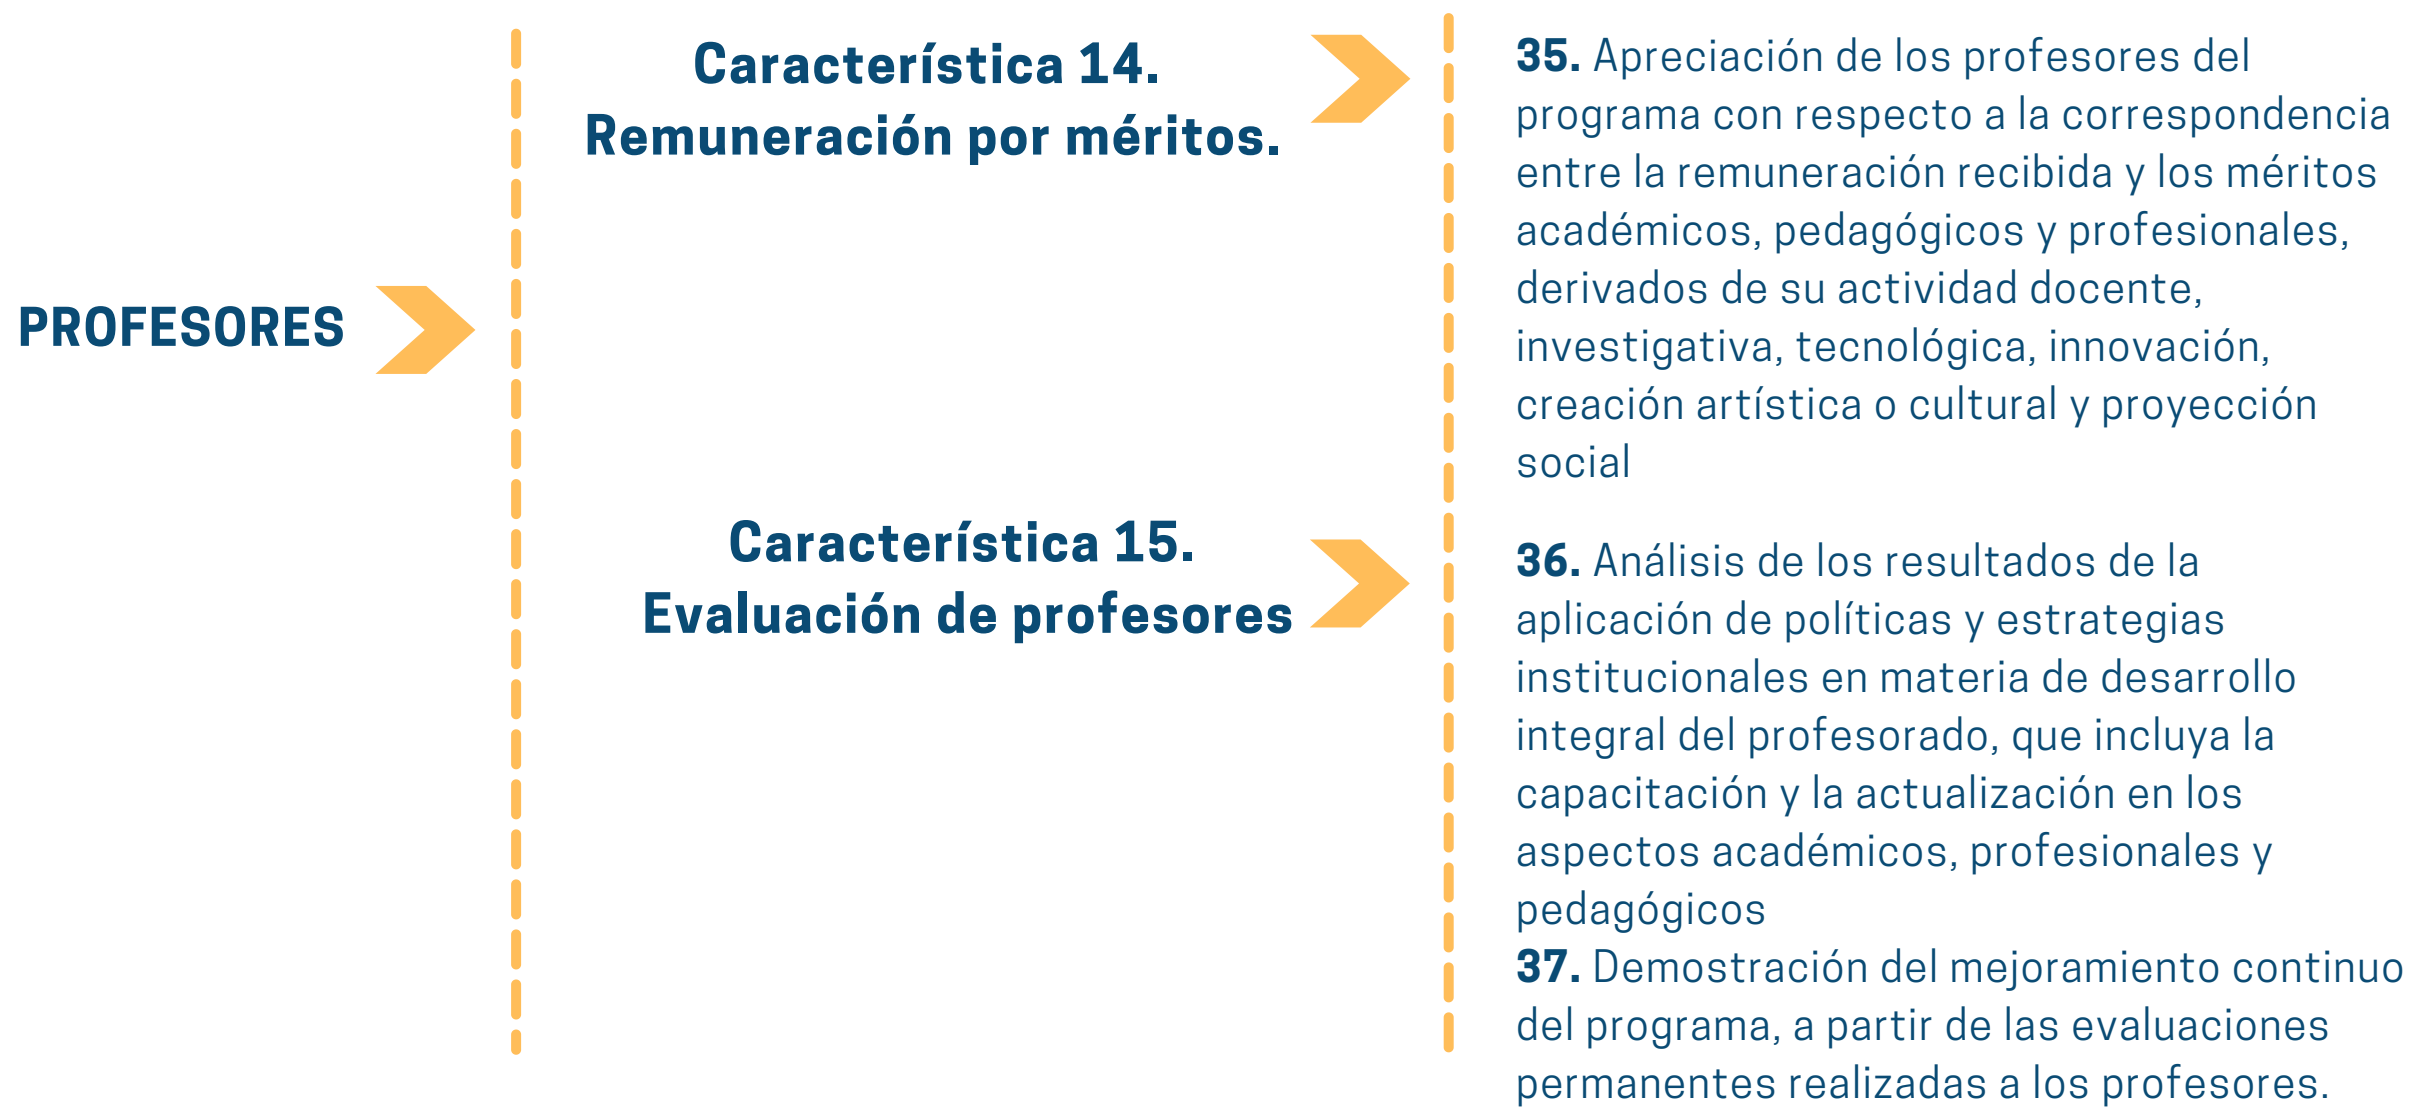 PROFESORES
Característica 14.
Remuneración por méritos.
35. Apreciación de los profesores del
programa con respecto a la correspondencia
entre la remuneración recibida y los méritos
académicos, pedagógicos y profesionales,
derivados de su actividad docente,
investigativa, tecnológica, innovación,
creación artística o cultural y proyección
social
Característica 15.
Evaluación de profesores
36. Análisis de los resultados de la
aplicación de políticas y estrategias
institucionales en materia de desarrollo
integral del profesorado, que incluya la
capacitación y la actualización en los
aspectos académicos, profesionales y
pedagógicos
37. Demostración del mejoramiento continuo
del programa, a partir de las evaluaciones
permanentes realizadas a los profesores.